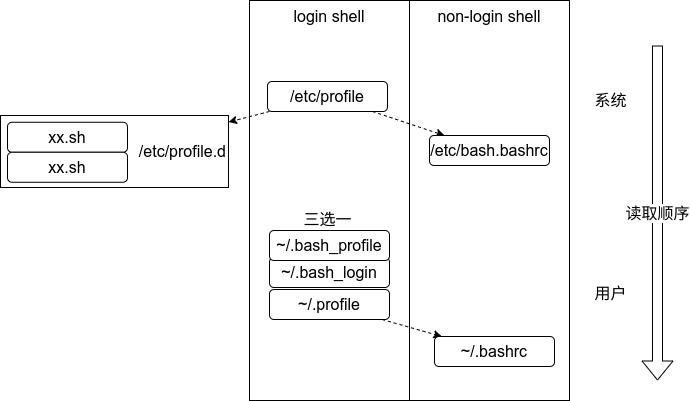 login shell
non-login shell
/etc/profile
系统
xx.sh
/etc/profile.d
/etc/bash.bashrc
xx.sh
三选一
读取顺序
~/.bash_profile
~/.bash_login
~/.profile
用户
~/.bashrc